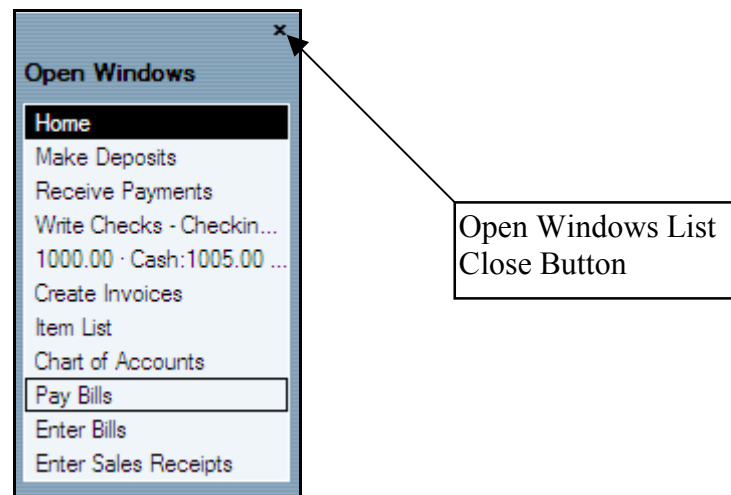 ×
Open Windows
Home
Make Deposits
Receive Payments
Write Checks - Checkin...
1000.00 · Cash:1005.00 ...
Create Invoices
Item List
Chart of Accounts
Pay Bills
Enter Bills
Enter Sales Receipts
Open Windows List
Close Button